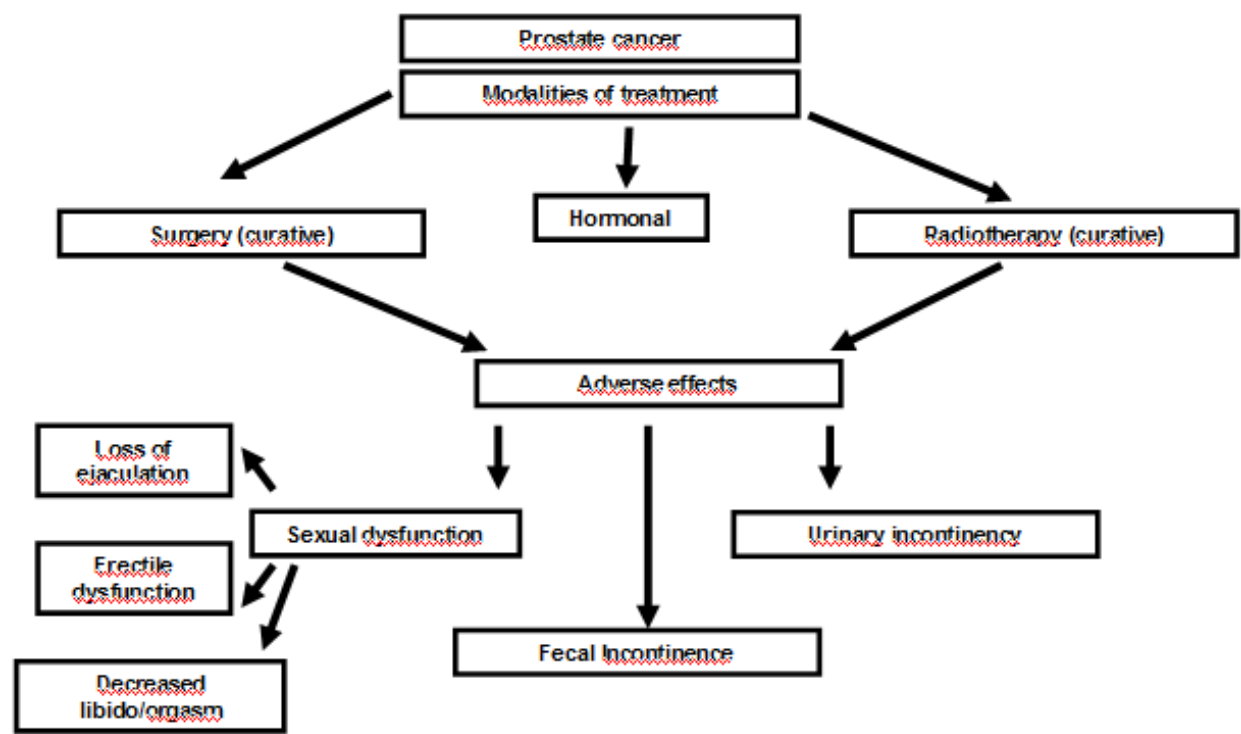 Prostate cancer
Modalities of treatment
Surgery (curative)
Hormonal
Radiotherapy (curative)
Adverse effects
Loss of
ejaculation
Sexual dysfunction
Urinary incontinency
Erectile
dysfunction
Fecal Incontinence
Decreased
libido/orgasm